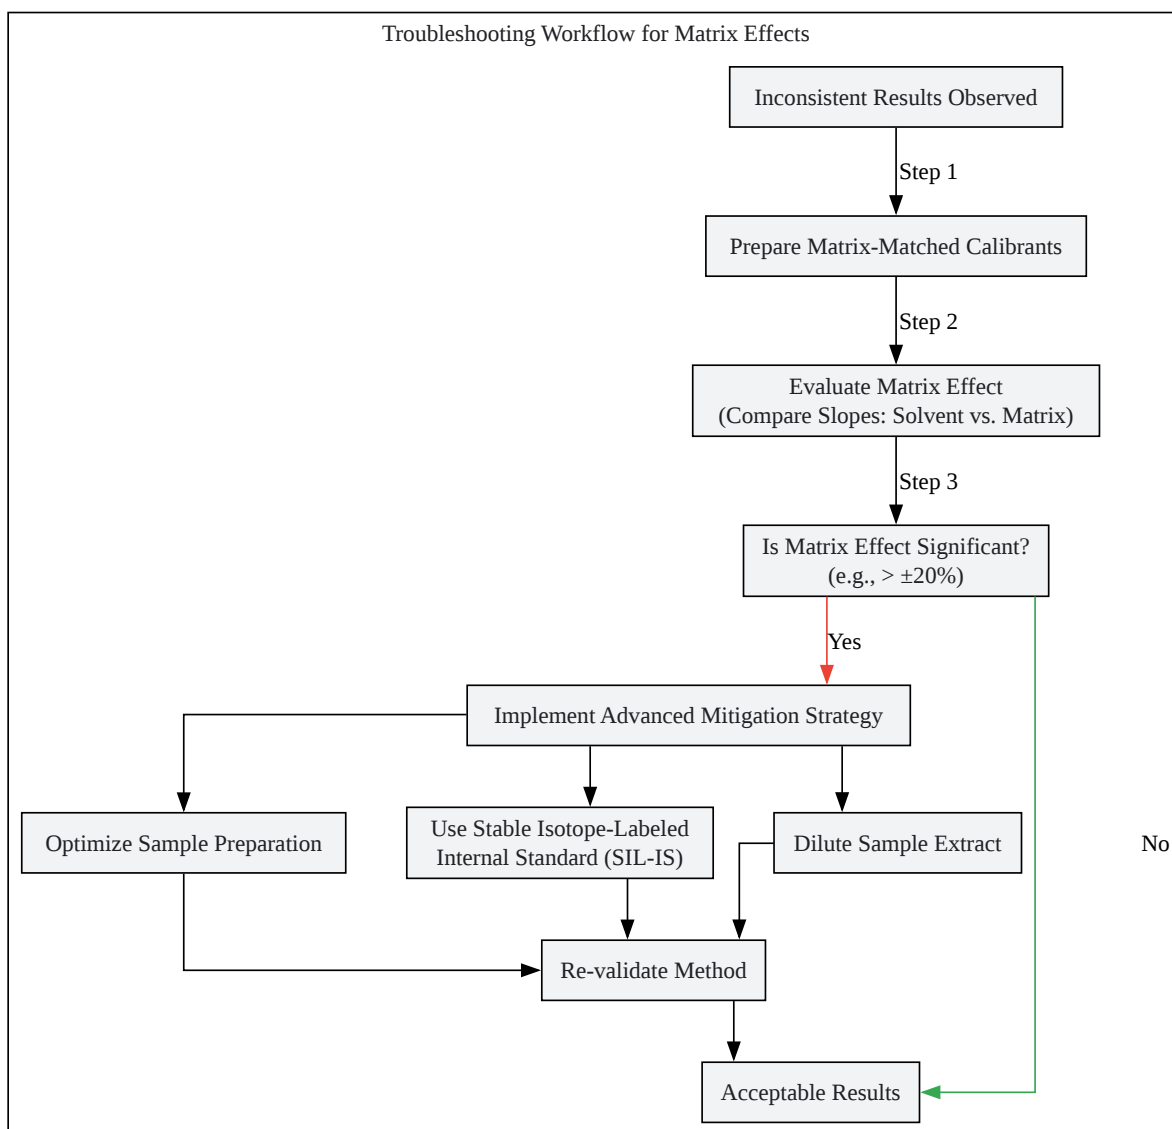 Troubleshooting Workflow for Matrix Effects
Inconsistent Results Observed
Step 1
Prepare Matrix-Matched Calibrants
Step 2
Evaluate Matrix Effect
(Compare Slopes: Solvent vs. Matrix)
Step 3
Is Matrix Effect Significant?
(e.g., > ±20%)
Yes
Implement Advanced Mitigation Strategy
Optimize Sample Preparation
Use Stable Isotope-Labeled
Internal Standard (SIL-IS)
Dilute Sample Extract
No
Re-validate Method
Acceptable Results